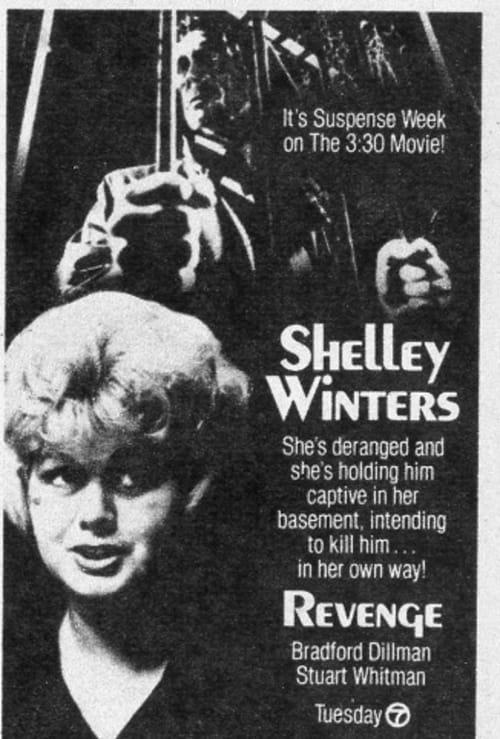 It's Suspense Week
on The 3:30 Movie!
Shelley
Winters
She's deranged and
she's holding him
captive in her
basement, intending
to kill him...
in her own way!
Revenge
Bradford Dillman
Stuart Whitman
Tuesday 7